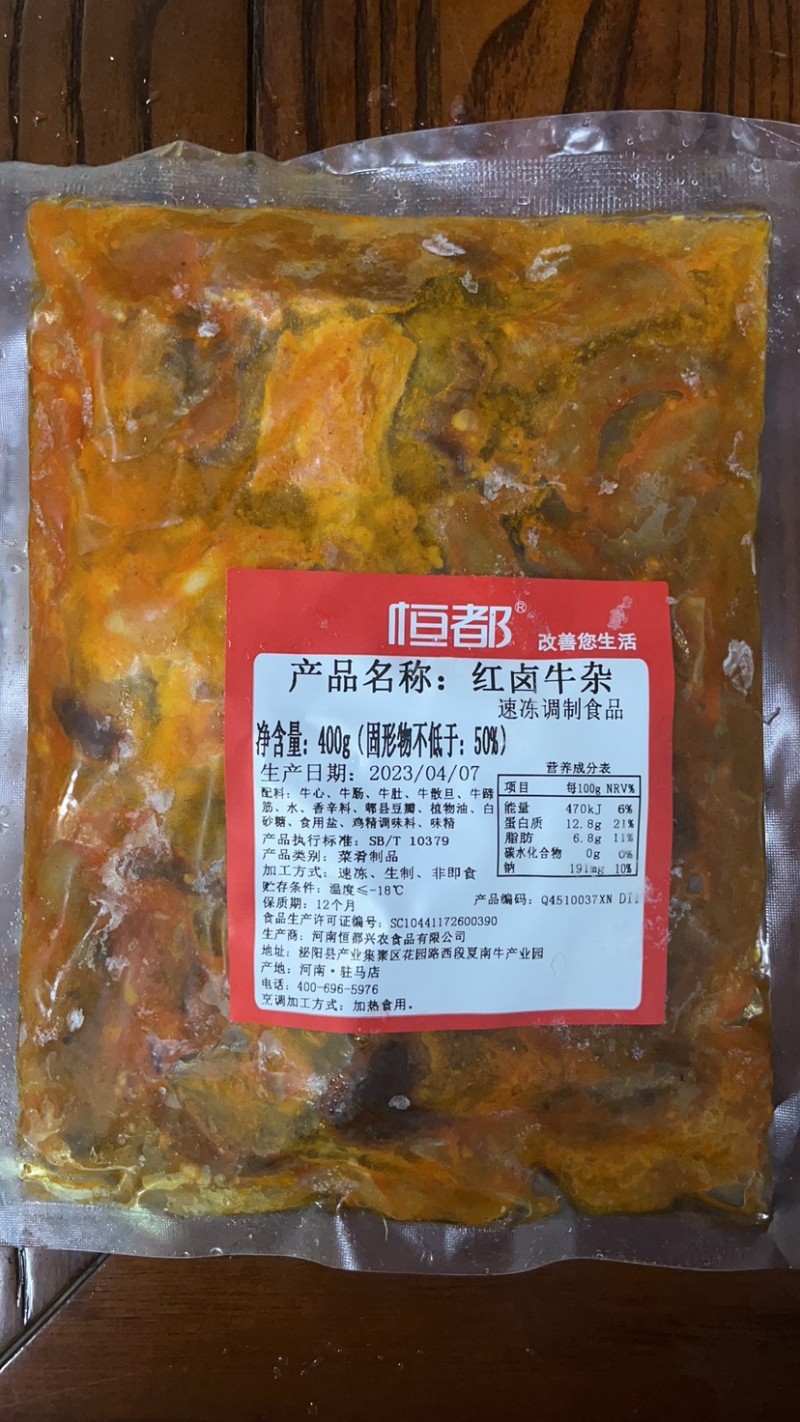 恒都®
改善您生活
产品名称：红卤牛杂
速冻调制食品
净含量：400g（固形物不低于：50%）
生产日期：2023/04/07
配料：牛心、牛肠、牛肚、牛散旦、牛蹄
筋、水、香辛料、郫县豆瓣、植物油、白
砂糖、食用盐、鸡精调味料、味精
营养成分表
项目 每100g NRV%
能量 470kJ 6%
蛋白质 12.8g 21%
脂肪 6.8g 11%
碳水化合物 0g 0%
钠 191mg 10%
产品执行标准：SB/T 10379
产品类别：菜肴制品
加工方式：速冻、生制、非即食
贮存条件：温度≤-18℃
保质期：12个月
产品编码：Q4510037XN
食品生产许可证编号：SC10441172600390
生产商：河南恒都兴农食品有限公司
地址：泌阳县产业集聚区花园路西段夏南牛产业园
产地：河南·驻马店
电话：400-696-5976
烹调加工方式：加热食用。